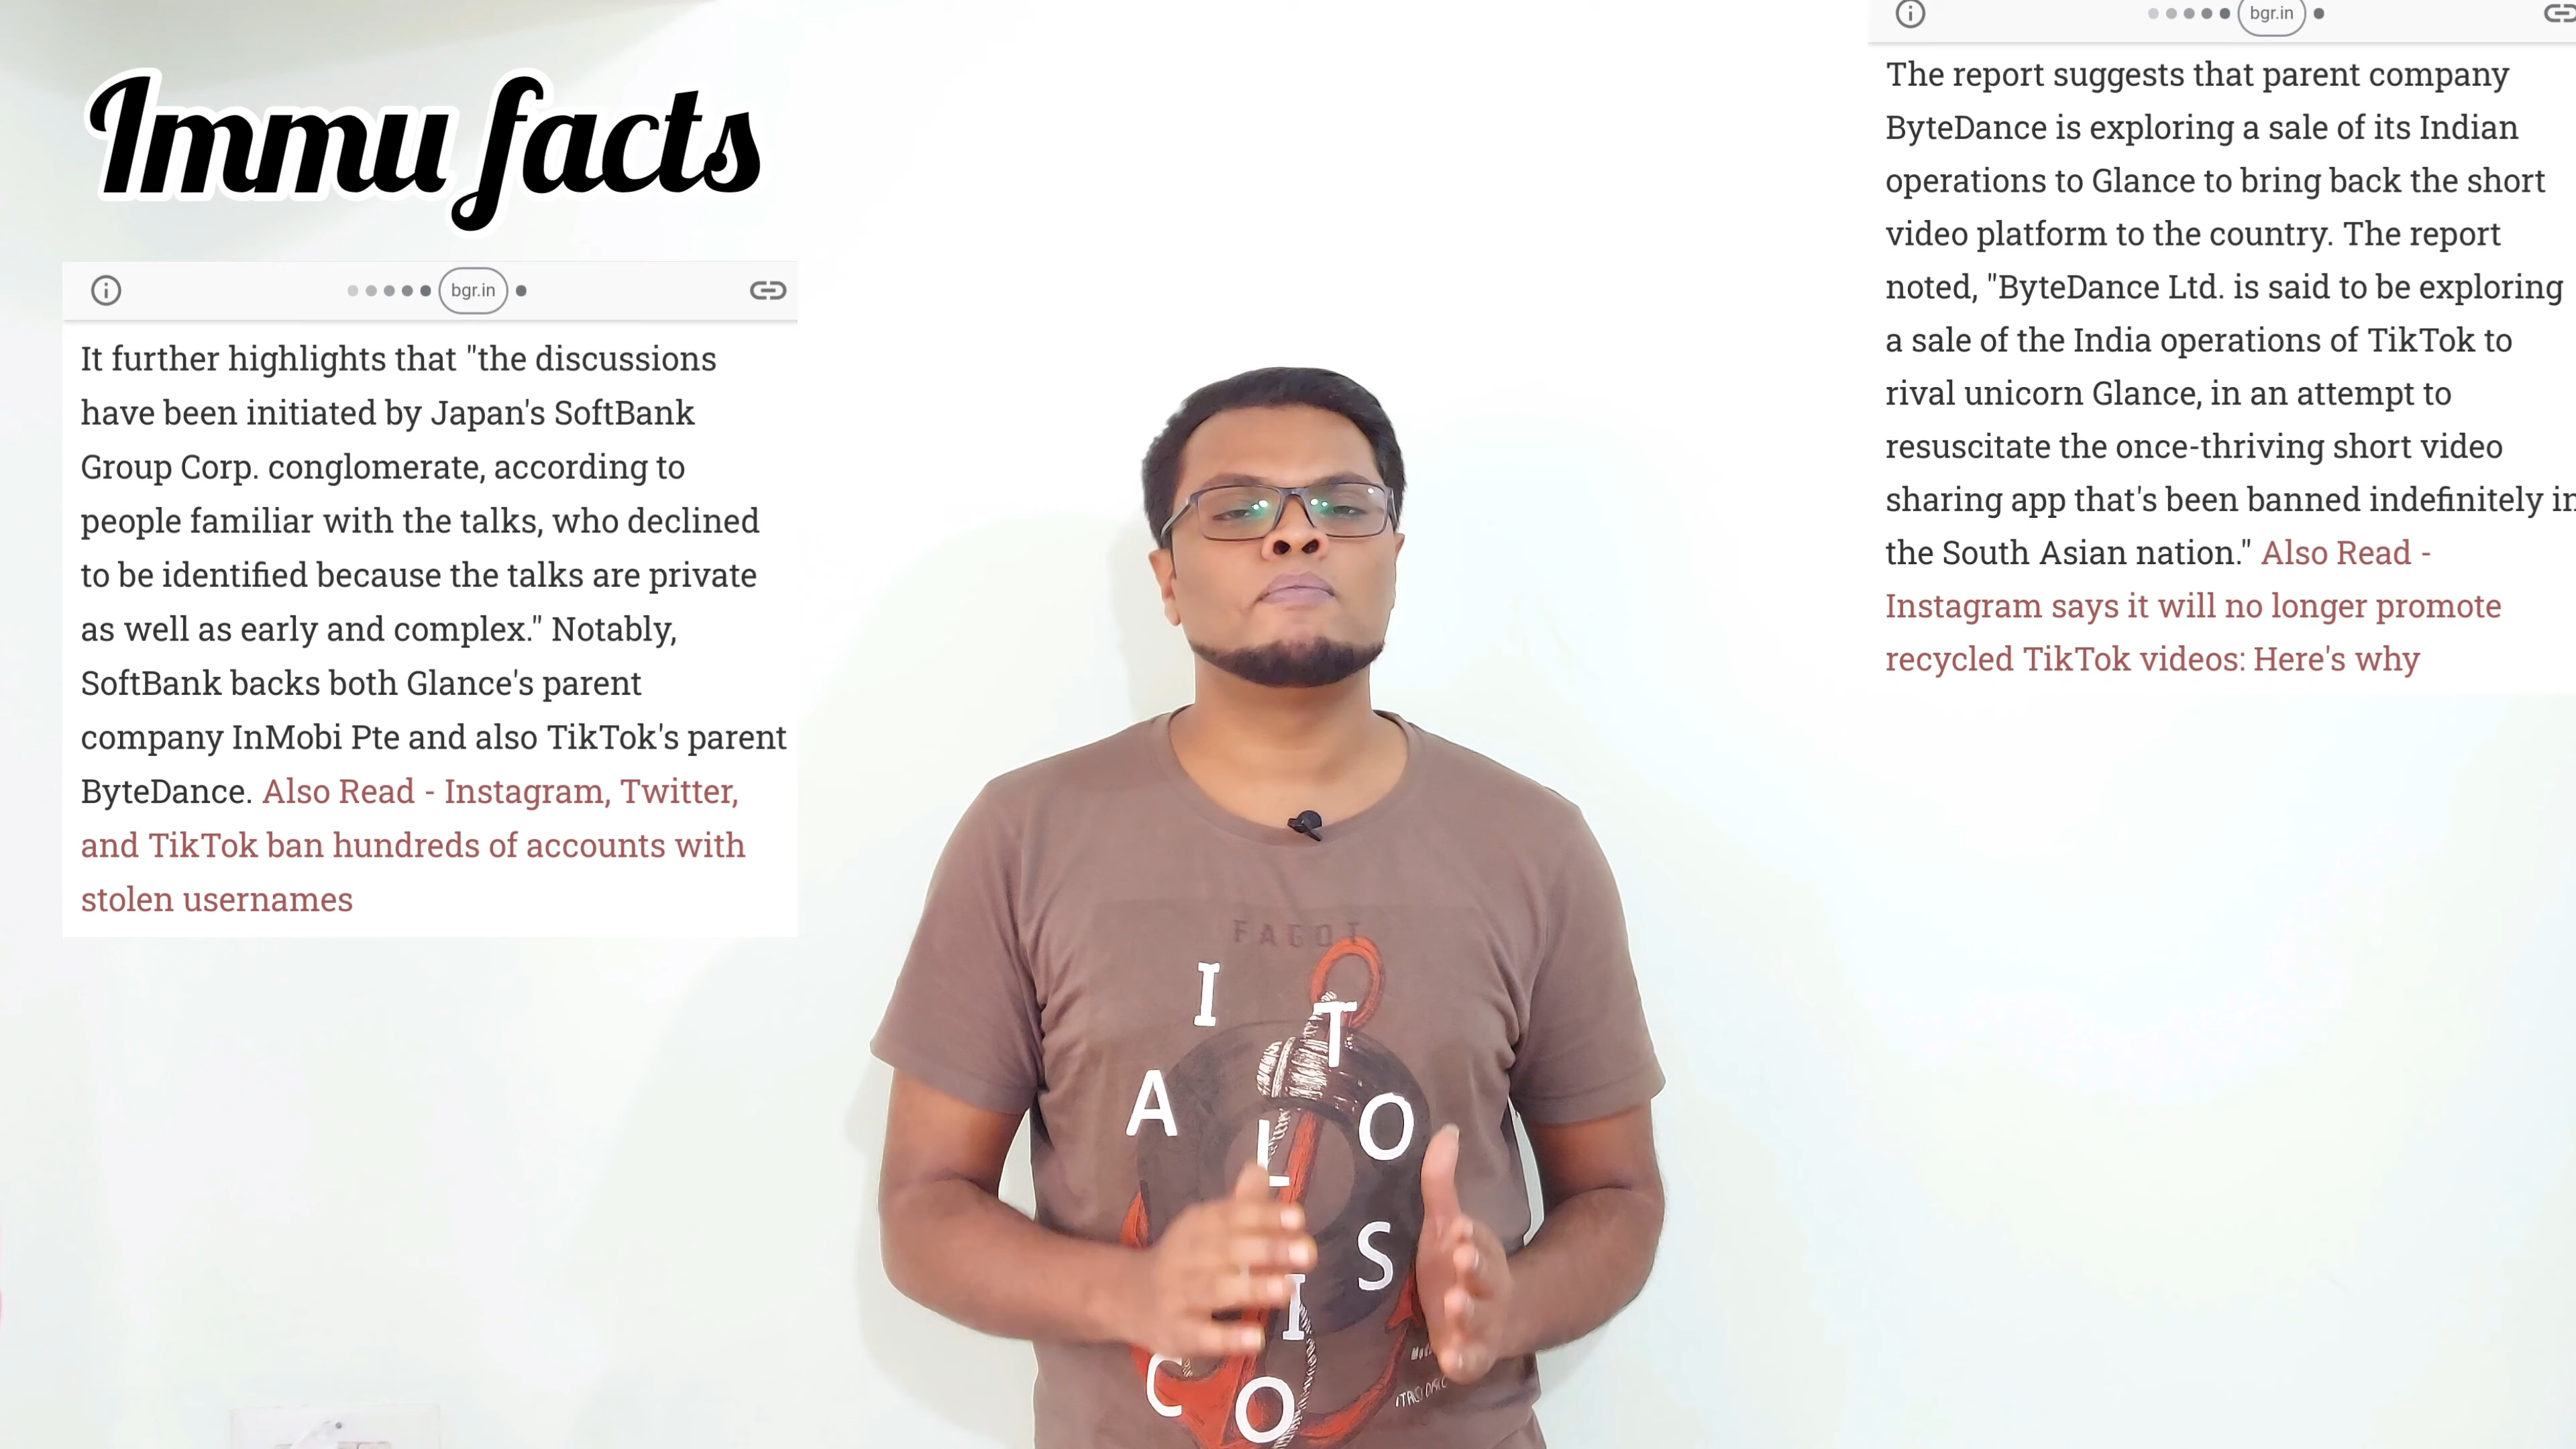 Immu facts
bgr.in
It further highlights that "the discussions
have been initiated by Japan's SoftBank
Group Corp. conglomerate, according to
people familiar with the talks, who declined
to be identified because the talks are private
as well as early and complex." Notably,
SoftBank backs both Glance's parent
company InMobi Pte and also TikTok's parent
ByteDance. Also Read - Instagram, Twitter,
and TikTok ban hundreds of accounts with
stolen usernames
bgr.in
The report suggests that parent company
ByteDance is exploring a sale of its Indian
operations to Glance to bring back the short
video platform to the country. The report
noted, "ByteDance Ltd. is said to be exploring
a sale of the India operations of TikTok to
rival unicorn Glance, in an attempt to
resuscitate the once-thriving short video
sharing app that's been banned indefinitely in
the South Asian nation." Also Read -
Instagram says it will no longer promote
recycled TikTok videos: Here's why
FAGOT
I
T
A
O
L
S
I
C
O